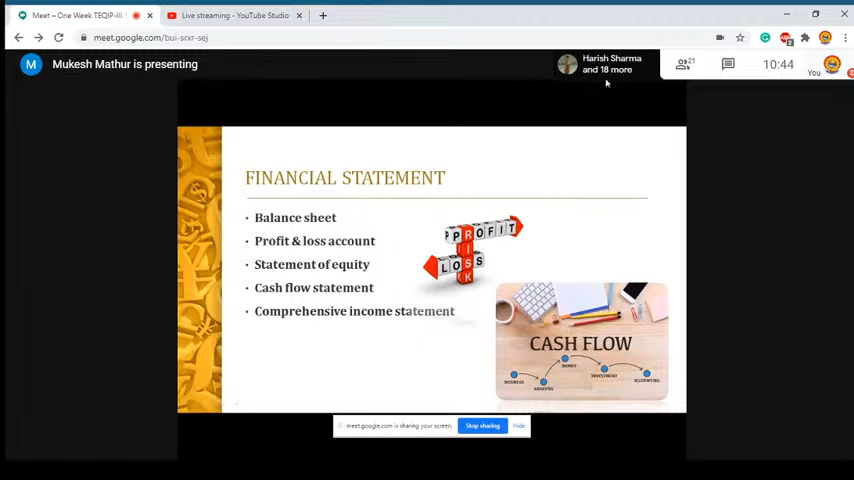 Meet – One Week TEQIP-III S
Live streaming - YouTube Studio
meet.google.com/bui-srxr-sej
M
Mukesh Mathur is presenting
Harish Sharma
and 18 more
21
10:44
You
FINANCIAL STATEMENT
• Balance sheet
• Profit & loss account
• Statement of equity
• Cash flow statement
• Comprehensive income statement
PROFIT
RISK
LOSS
CASH FLOW
BUSINESS
ANALYSIS
MONEY
INVESTMENT
ACCOUNTING
meet.google.com is sharing your screen.
Stop sharing
Hide